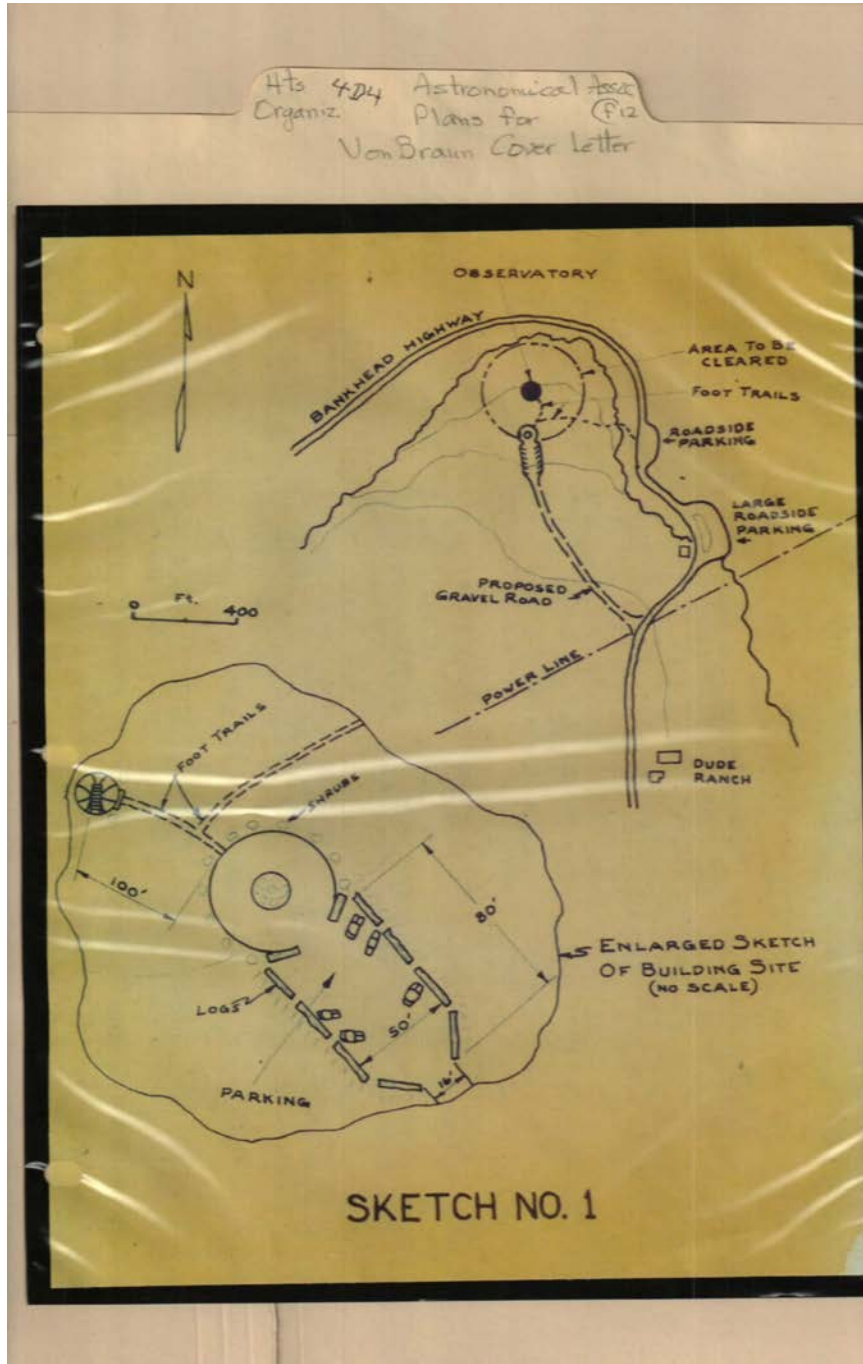 Hts 4D4 Astronomical Assoc
Organiz. Plans for f12
Von Braun Cover Letter
N
OBSERVATORY
BANKHEAD HIGHWAY
AREA TO BE
CLEARED
FOOT TRAILS
ROADSIDE
PARKING
LARGE
ROADSIDE
PARKING
0 Ft. 400
PROPOSED
GRAVEL ROAD
POWER LINE
DUDE
RANCH
FOOT TRAILS
SHRUBS
100'
80'
ENLARGED SKETCH
OF BUILDING SITE
(NO SCALE)
LOGS
50'
16'
PARKING
SKETCH NO. 1